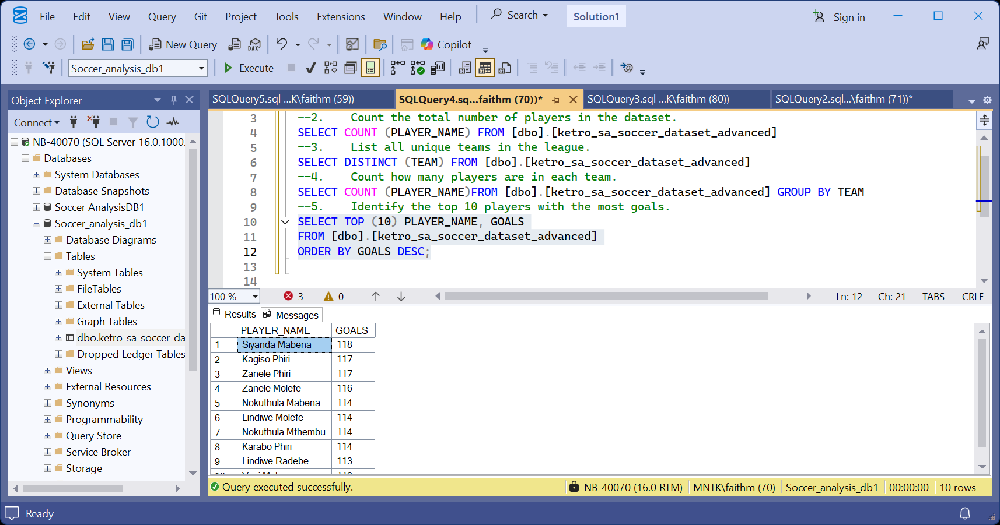 File Edit View Query Git Project Tools Extensions Window Help Search Solution1 Sign in
New Query DAX Copilot
Soccer_analysis_db1 Execute
Object Explorer
Connect
NB-40070 (SQL Server 16.0.1000.
Databases
System Databases
Database Snapshots
Soccer AnalysisDB1
Soccer_analysis_db1
Database Diagrams
Tables
System Tables
FileTables
External Tables
Graph Tables
dbo.ketro_sa_soccer_da
Dropped Ledger Tables
Views
External Resources
Synonyms
Programmability
Query Store
Service Broker
Storage
SQLQuery5.sql ...K\faithm (59)) SQLQuery4.sq...faithm (70))* SQLQuery3.sql ...K\faithm (80)) SQLQuery2.sql...\faithm (71))*
3 --2. Count the total number of players in the dataset.
4 SELECT COUNT (PLAYER_NAME) FROM [dbo].[ketro_sa_soccer_dataset_advanced]
5 --3. List all unique teams in the league.
6 SELECT DISTINCT (TEAM) FROM [dbo].[ketro_sa_soccer_dataset_advanced]
7 --4. Count how many players are in each team.
8 SELECT COUNT (PLAYER_NAME)FROM [dbo].[ketro_sa_soccer_dataset_advanced] GROUP BY TEAM
9 --5. Identify the top 10 players with the most goals.
10 SELECT TOP (10) PLAYER_NAME, GOALS
11 FROM [dbo].[ketro_sa_soccer_dataset_advanced]
12 ORDER BY GOALS DESC;
13
14
100 % 3 0 Ln: 12 Ch: 21 TABS CRLF
Results Messages
PLAYER_NAME GOALS
1 Siyanda Mabena 118
2 Kagiso Phiri 117
3 Zanele Phiri 117
4 Zanele Molefe 116
5 Nokuthula Mabena 114
6 Lindiwe Molefe 114
7 Nokuthula Mthembu 114
8 Karabo Phiri 114
9 Lindiwe Radebe 113
Query executed successfully. NB-40070 (16.0 RTM) MNTK\faithm (70) Soccer_analysis_db1 00:00:00 10 rows
Ready